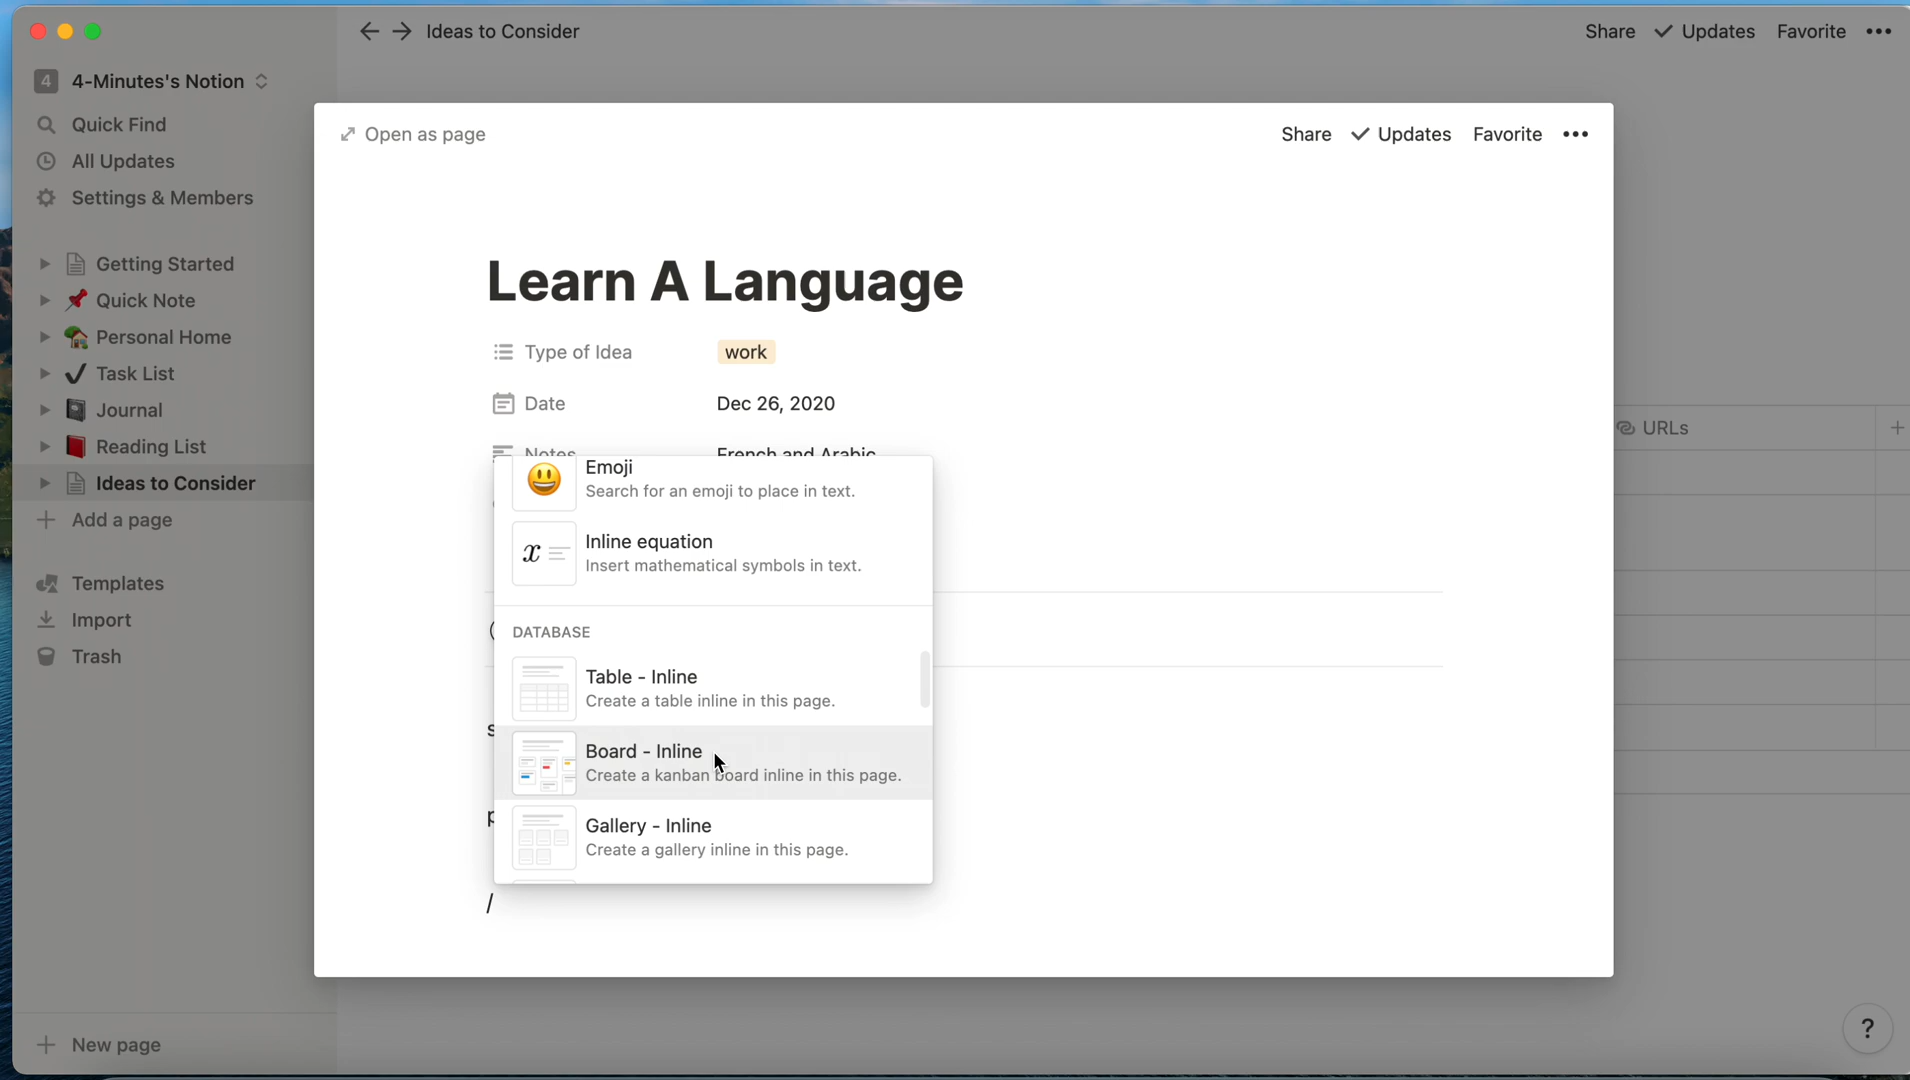 Ideas to Consider
Share Updates Favorite
4 4-Minutes's Notion
Quick Find
All Updates
Settings & Members
Getting Started
Quick Note
Personal Home
Task List
Journal
Reading List
Ideas to Consider
Add a page
Templates
Import
Trash
New page
Open as page
Share Updates Favorite
Learn A Language
Type of Idea work
Date Dec 26, 2020
Notes French and Arabic
Emoji
Search for an emoji to place in text.
x
Inline equation
Insert mathematical symbols in text.
DATABASE
Table - Inline
Create a table inline in this page.
Board - Inline
Create a kanban board inline in this page.
Gallery - Inline
Create a gallery inline in this page.
/
URLs
?